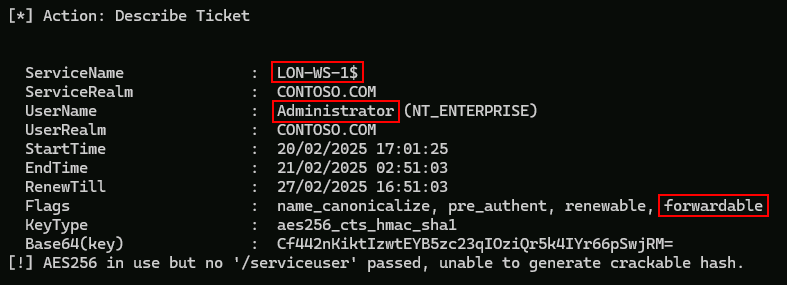 [*] Action: Describe Ticket
ServiceName : LON-WS-1$
ServiceRealm : CONTOSO.COM
UserName : Administrator (NT_ENTERPRISE)
UserRealm : CONTOSO.COM
StartTime : 20/02/2025 17:01:25
EndTime : 21/02/2025 02:51:03
RenewTill : 27/02/2025 16:51:03
Flags : name_canonicalize, pre_authent, renewable, forwardable
KeyType : aes256_cts_hmac_sha1
Base64(key) : Cf442nKiktIzwtEYB5zc23qIOziQr5k4IYr66pSwjRM=
[!] AES256 in use but no '/serviceuser' passed, unable to generate crackable hash.